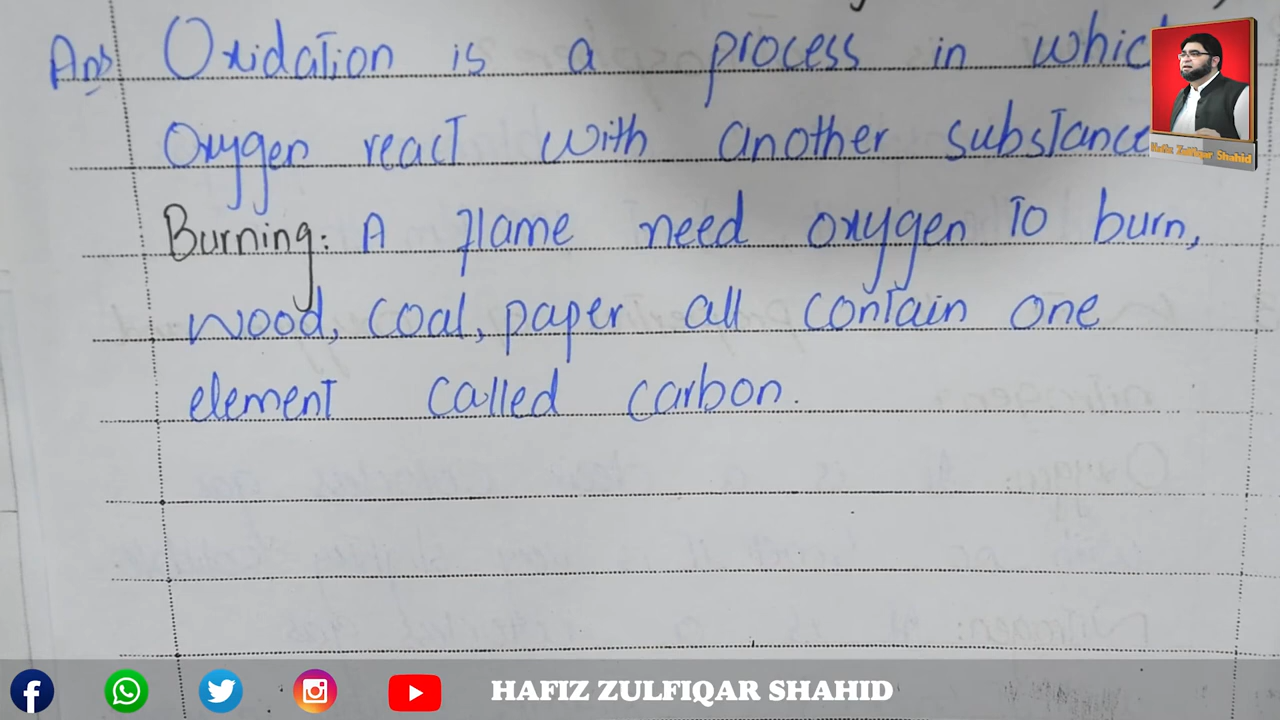 Ans Oxidation is a process in which
Oxygen react with another substance
Burning: A flame need oxygen To burn,
wood, coal, paper all contain one
element called carbon.
Hafiz Zulfiqar Shahid
HAFIZ ZULFIQAR SHAHID